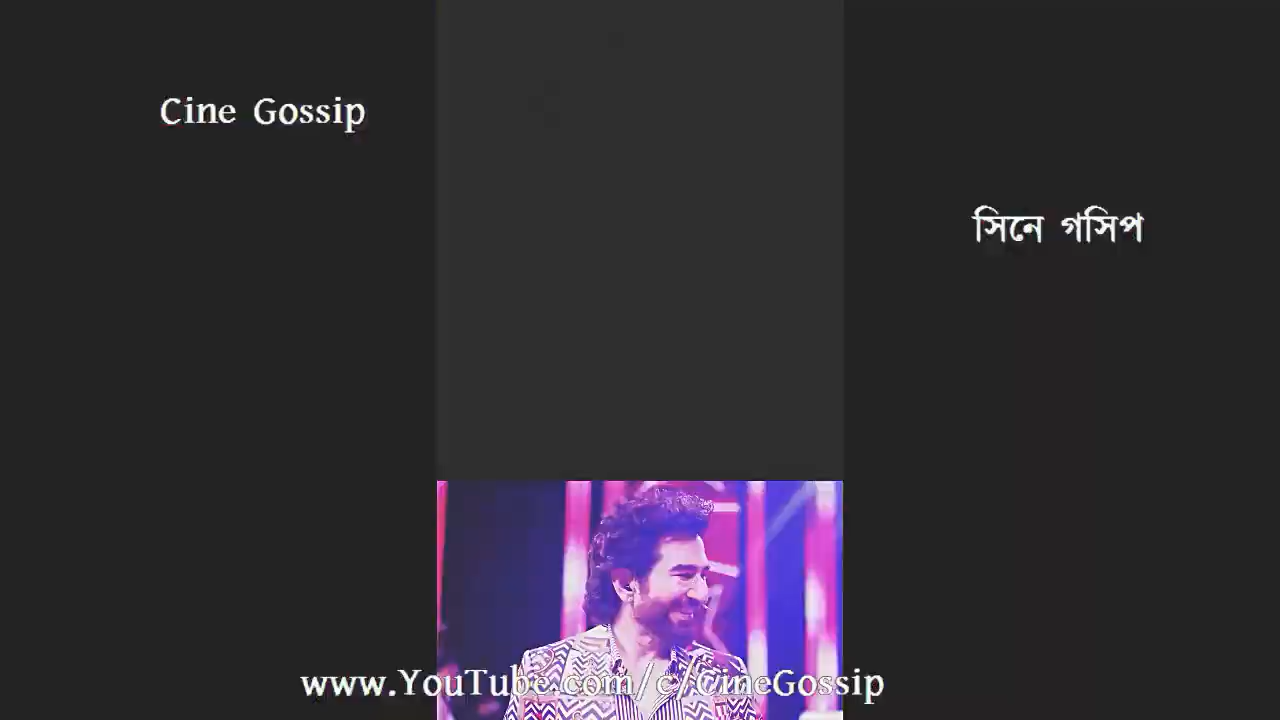 Cine Gossip
সিনে গসিপ
www.YouTube.com/c/CineGossip